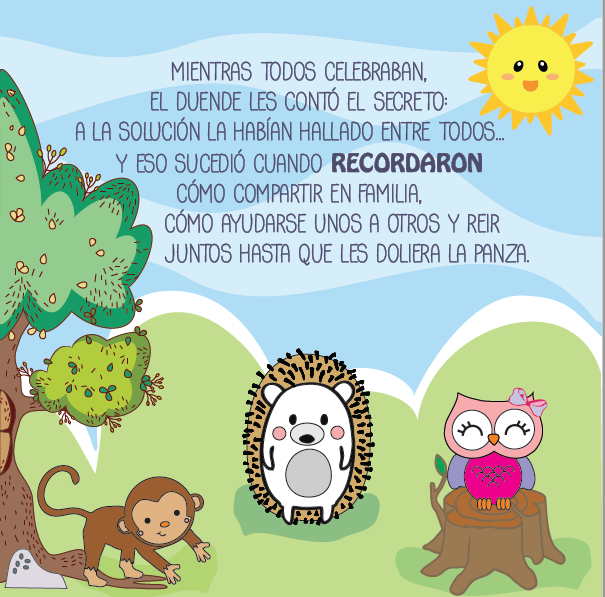 MIENTRAS TODOS CELEBRABAN,
EL DUENDE LES CONTÓ EL SECRETO:
A LA SOLUCIÓN LA HABÍAN HALLADO ENTRE TODOS...
Y ESO SUCEDIÓ CUANDO RECORDARON
CÓMO COMPARTIR EN FAMILIA,
CÓMO AYUDARSE UNOS A OTROS Y REIR
JUNTOS HASTA QUE LES DOLIERA LA PANZA.